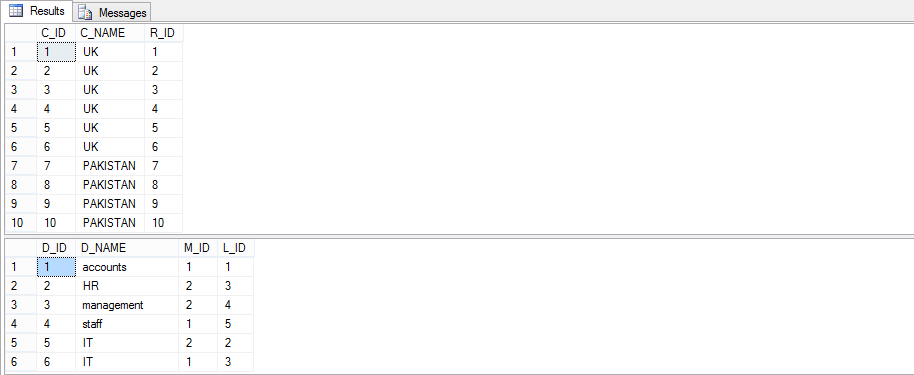 Results Messages
C_ID C_NAME R_ID
1 1 UK 1
2 2 UK 2
3 3 UK 3
4 4 UK 4
5 5 UK 5
6 6 UK 6
7 7 PAKISTAN 7
8 8 PAKISTAN 8
9 9 PAKISTAN 9
10 10 PAKISTAN 10
D_ID D_NAME M_ID L_ID
1 1 accounts 1 1
2 2 HR 2 3
3 3 management 2 4
4 4 staff 1 5
5 5 IT 2 2
6 6 IT 1 3